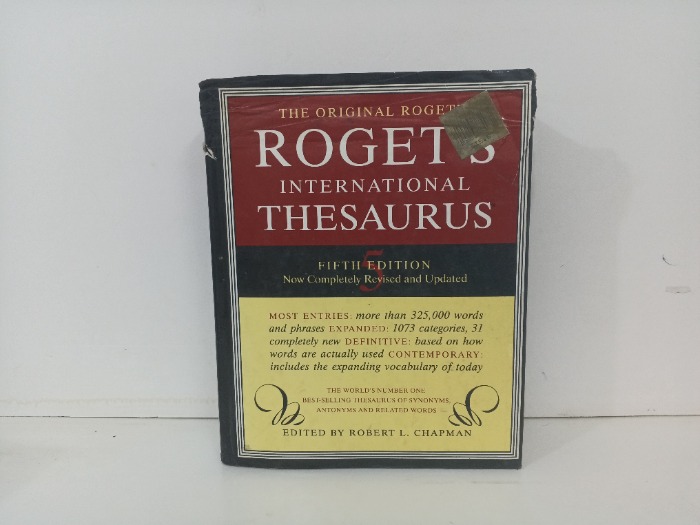 THE ORIGINAL ROGET'S
ROGET'S
INTERNATIONAL
THESAURUS
5
FIFTH EDITION
Now Completely Revised and Updated
MOST ENTRIES: more than 325,000 words
and phrases EXPANDED: 1073 categories, 31
completely new DEFINITIVE: based on how
words are actually used CONTEMPORARY:
includes the expanding vocabulary of today
THE WORLD'S NUMBER ONE
BEST-SELLING THESAURUS OF SYNONYMS,
ANTONYMS AND RELATED WORDS
EDITED BY ROBERT L. CHAPMAN